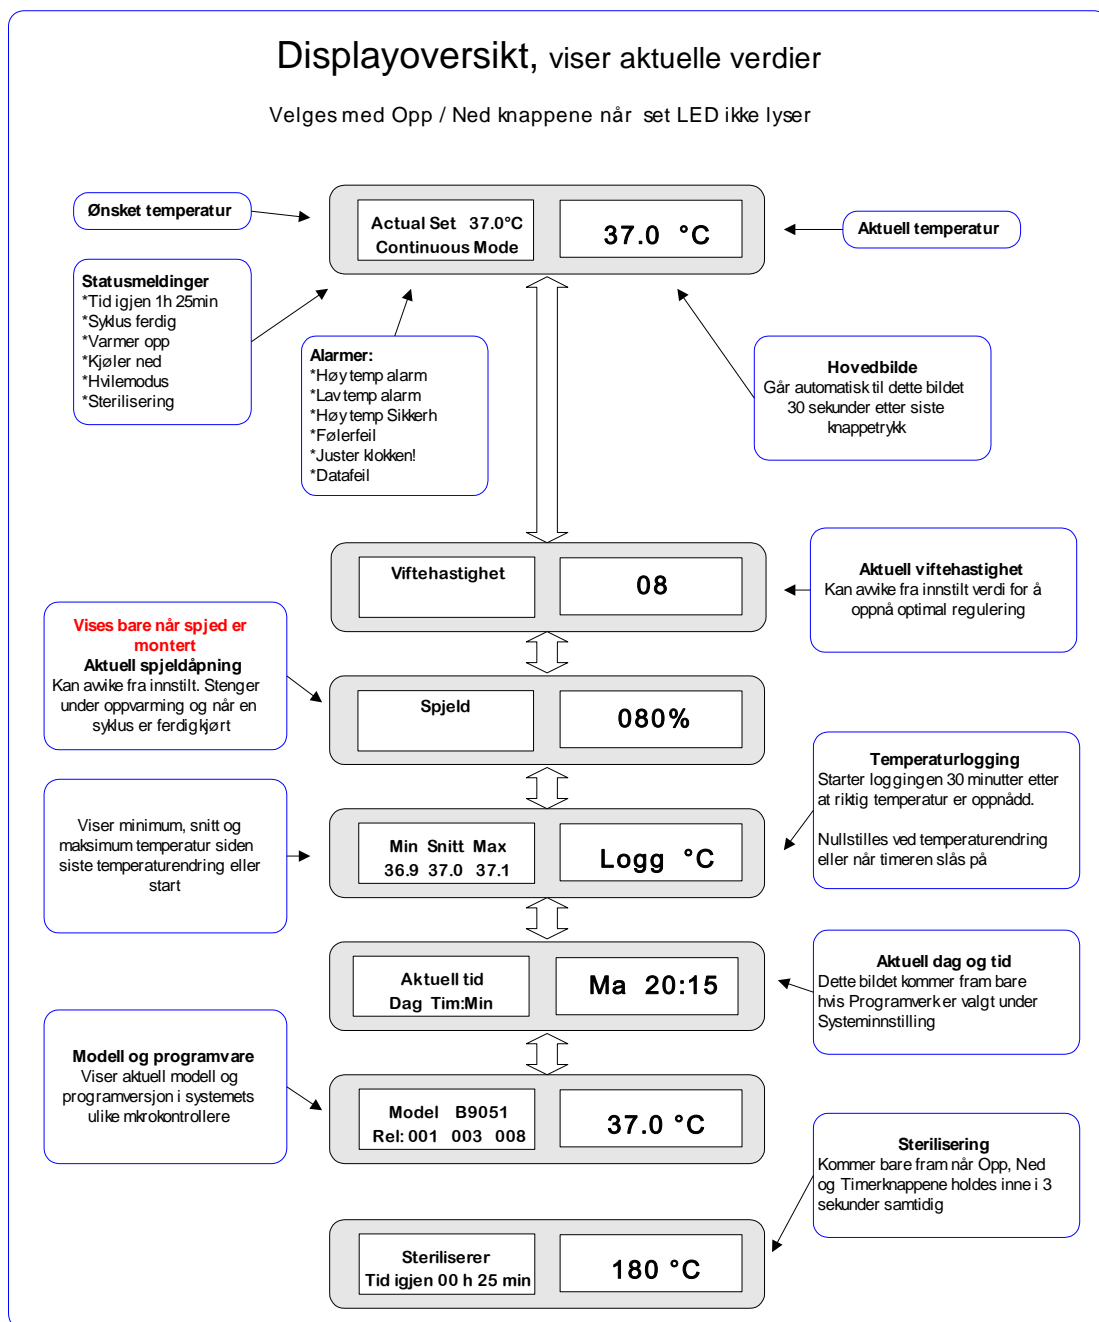 Displayoversikt, viser aktuelle verdier
Velges med Opp / Ned knappene når set LED ikke lyser
Ønsket temperatur
Actual Set 37.0°C
Continuous Mode
37.0 °C
Aktuell temperatur
Statusmeldinger
*Tid igjen 1h 25min
*Syklus ferdig
*Varmer opp
*Kjøler ned
*Hvilemodus
*Sterilisering
Alarmer:
*Høy temp alarm
*Lav temp alarm
*Høy temp Sikkerh
*Følerfeil
*Juster klokken!
*Datafeil
Hovedbilde
Går automatisk til dette bildet
30 sekunder etter siste
knappetrykk
Viftehastighet
08
Aktuell viftehastighet
Kan avvike fra innstilt verdi for å
oppnå optimal regulering
Vises bare når spjed er
montert
Aktuell spjeldåpning
Kan avvike fra innstilt. Stenger
under oppvarming og når en
syklus er ferdigkjørt
Spjeld
080%
Temperaturlogging
Starter loggingen 30 minutter etter
at riktig temperatur er oppnådd.
Nullstilles ved temperaturendring
eller når timeren slås på
Viser minimum, snitt og
maksimum temperatur siden
siste temperaturendring eller
start
Min Snitt Max
36.9 37.0 37.1
Logg °C
Aktuell tid
Dag Tim:Min
Ma 20:15
Aktuell dag og tid
Dette bildet kommer fram bare
hvis Programverk er valgt under
Systeminnstilling
Modell og programvare
Viser aktuell modell og
programversjon i systemets
ulike mkrokontrollere
Model B9051
Rel: 001 003 008
37.0 °C
Sterilisering
Kommer bare fram når Opp, Ned
og Timerknappene holdes inne i 3
sekunder samtidig
Steriliserer
Tid igjen 00 h 25 min
180 °C